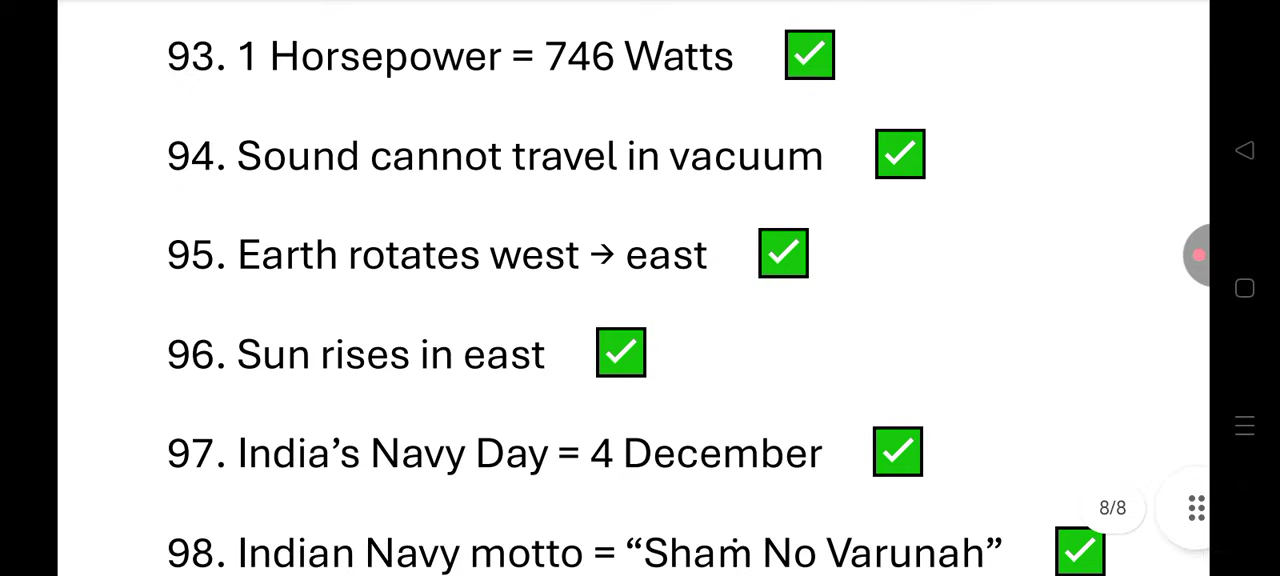 93. 1 Horsepower = 746 Watts ✅
94. Sound cannot travel in vacuum ✅
95. Earth rotates west → east ✅
96. Sun rises in east ✅
97. India’s Navy Day = 4 December ✅
8/8
98. Indian Navy motto = “Shaṁ No Varunah” ✅